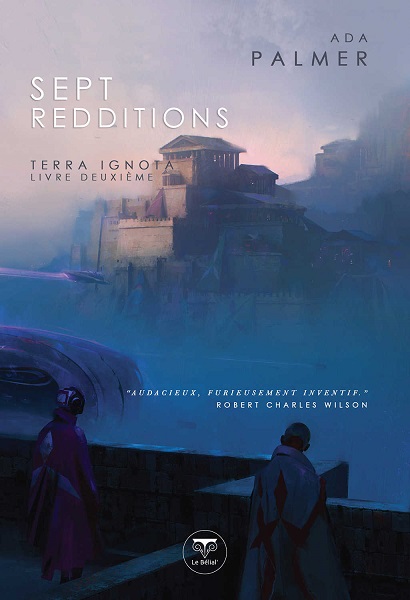 ADA
PALMER
SEPT
REDDITIONS
TERRA IGNOTA
LIVRE DEUXIÈME
“AUDACIEUX, FURIEUSEMENT INVENTIF.”
ROBERT CHARLES WILSON
Le Bélial’